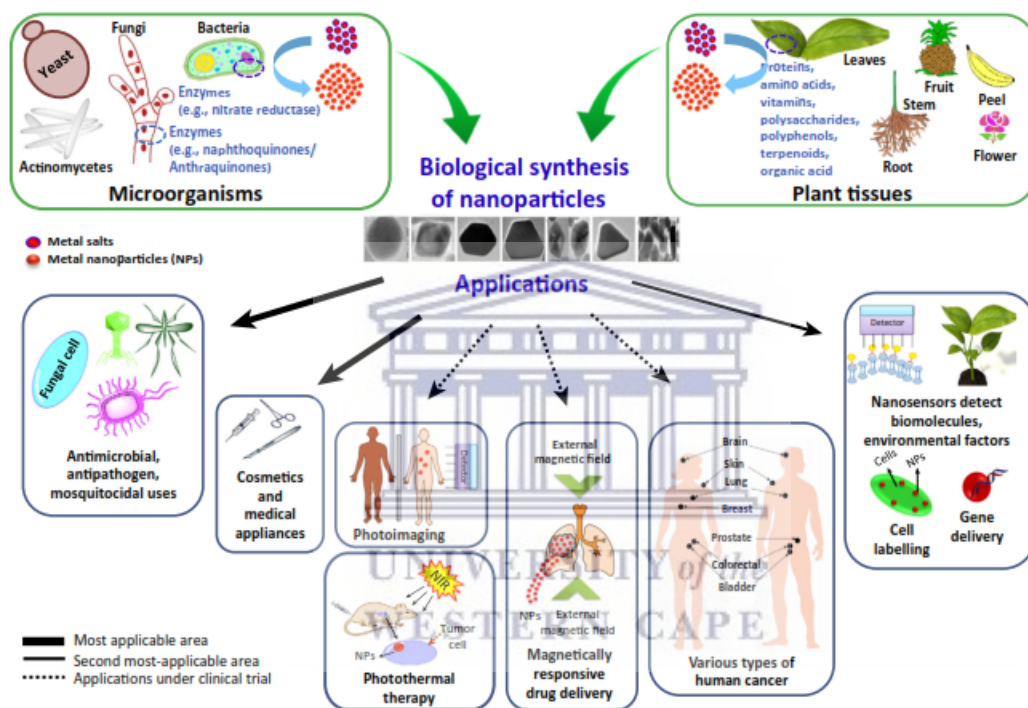 Yeast
Fungi
Bacteria
Enzymes
(e.g., nitrate reductase)
Enzymes
(e.g., naphthoquinones/
Anthraquinones)
Actinomycetes
Microorganisms
Leaves
proteins,
amino acids,
vitamins,
polysaccharides,
polyphenols,
terpenoids,
organic acid
Fruit
Peel
Stem
Root
Flower
Plant tissues
Biological synthesis
of nanoparticles
Metal salts
Metal nanoparticles (NPs)
Applications
Fungal cell
Antimicrobial,
antipathogen,
mosquitocidal uses
Cosmetics and
medical
appliances
Detector
Photoimaging
NIR
Tumor
cell
NPs
Photothermal
therapy
External
magnetic field
NPs
External
magnetic field
Magnetically
responsive
drug delivery
Brain
Skin
Lung
Breast
Prostate
Colorectal
Bladder
Various types of
human cancer
Detector
Nanosensors detect
biomolecules,
environmental factors
Cells
NPs
Cell
labelling
Gene
delivery
UNIVERSITY of the
WESTERN CAPE
Most applicable area
Second most-applicable area
Applications under clinical trial